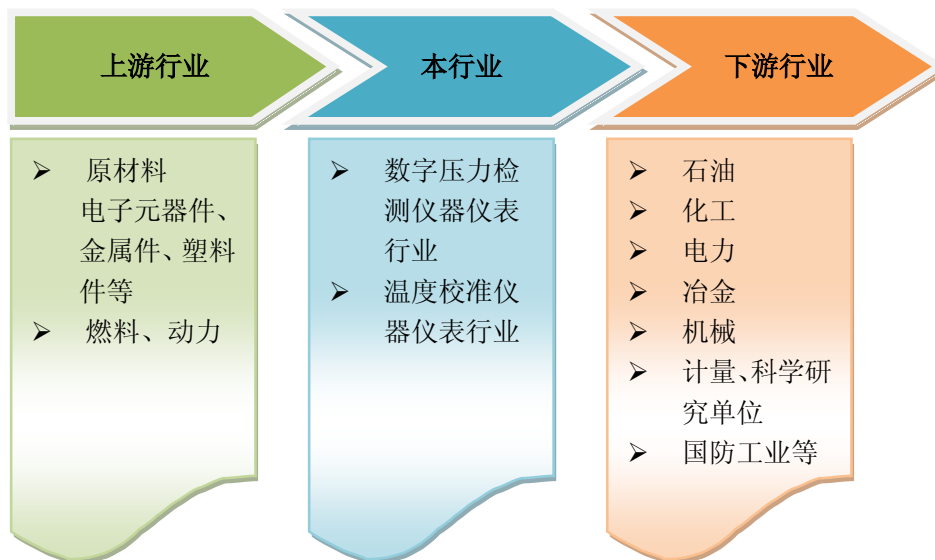 上游行业
本行业
下游行业
➢ 原材料
电子元器件、
金属件、塑料
件等
➢ 燃料、动力
➢ 数字压力检
测仪器仪表
行业
➢ 温度校准仪
器仪表行业
➢ 石油
➢ 化工
➢ 电力
➢ 冶金
➢ 机械
➢ 计量、科学研
究单位
➢ 国防工业等